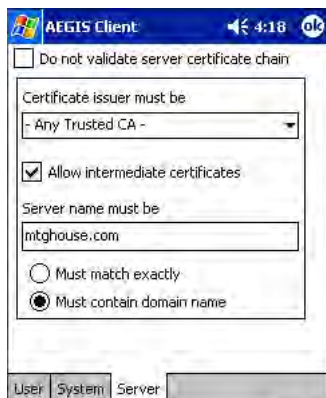 AEGIS Client 4:18 ok
Do not validate server certificate chain
Certificate issuer must be
- Any Trusted CA -
Allow intermediate certificates
Server name must be
mtghouse.com
Must match exactly
Must contain domain name
User System Server